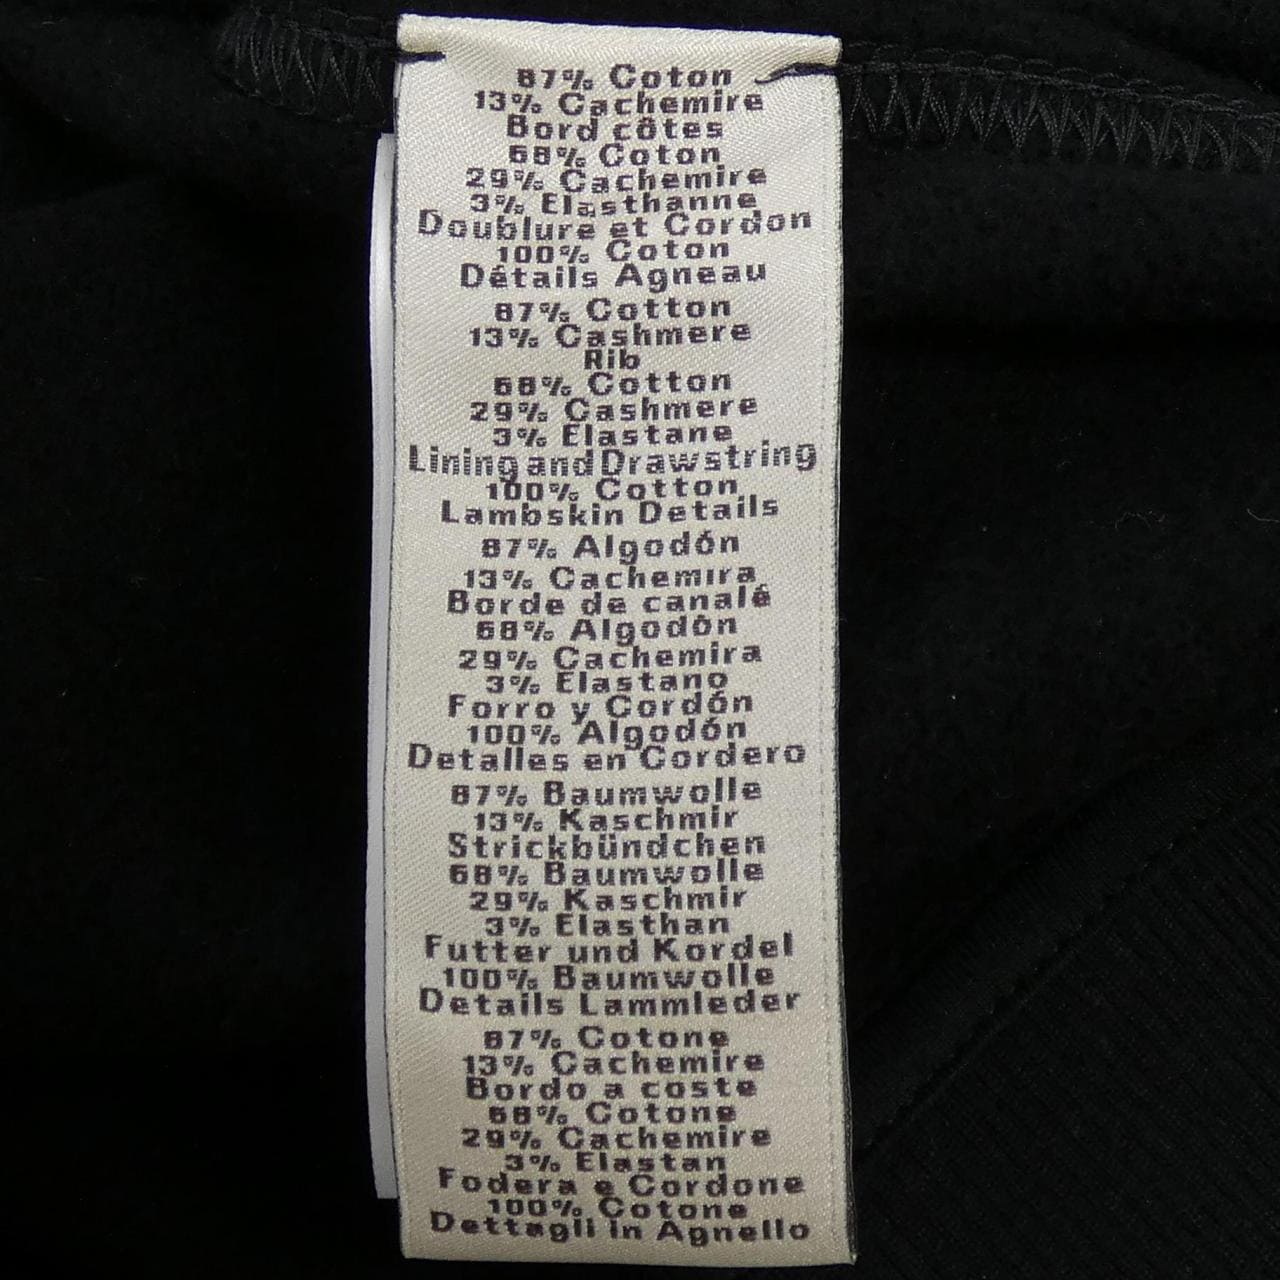 87% Coton
13% Cachemire
Bord côtes
68% Coton
29% Cachemire
3% Elasthanne
Doublure et Cordon
100% Coton
Détails Agneau
87% Cotton
13% Cashmere
Rib
68% Cotton
29% Cashmere
3% Elastane
Lining and Drawstring
100% Cotton
Lambskin Details
87% Algodón
13% Cachemira
Borde de canalé
68% Algodón
29% Cachemira
3% Elastano
Forro y Cordón
100% Algodón
Detalles en Cordero
87% Baumwolle
13% Kaschmir
Strickbündchen
68% Baumwolle
29% Kaschmir
3% Elasthan
Futter und Kordel
100% Baumwolle
Details Lammleder
87% Cotone
13% Cachemire
Bordo a coste
68% Cotone
29% Cachemire
3% Elastan
Fodera e Cordone
100% Cotone
Dettagli in Agnello